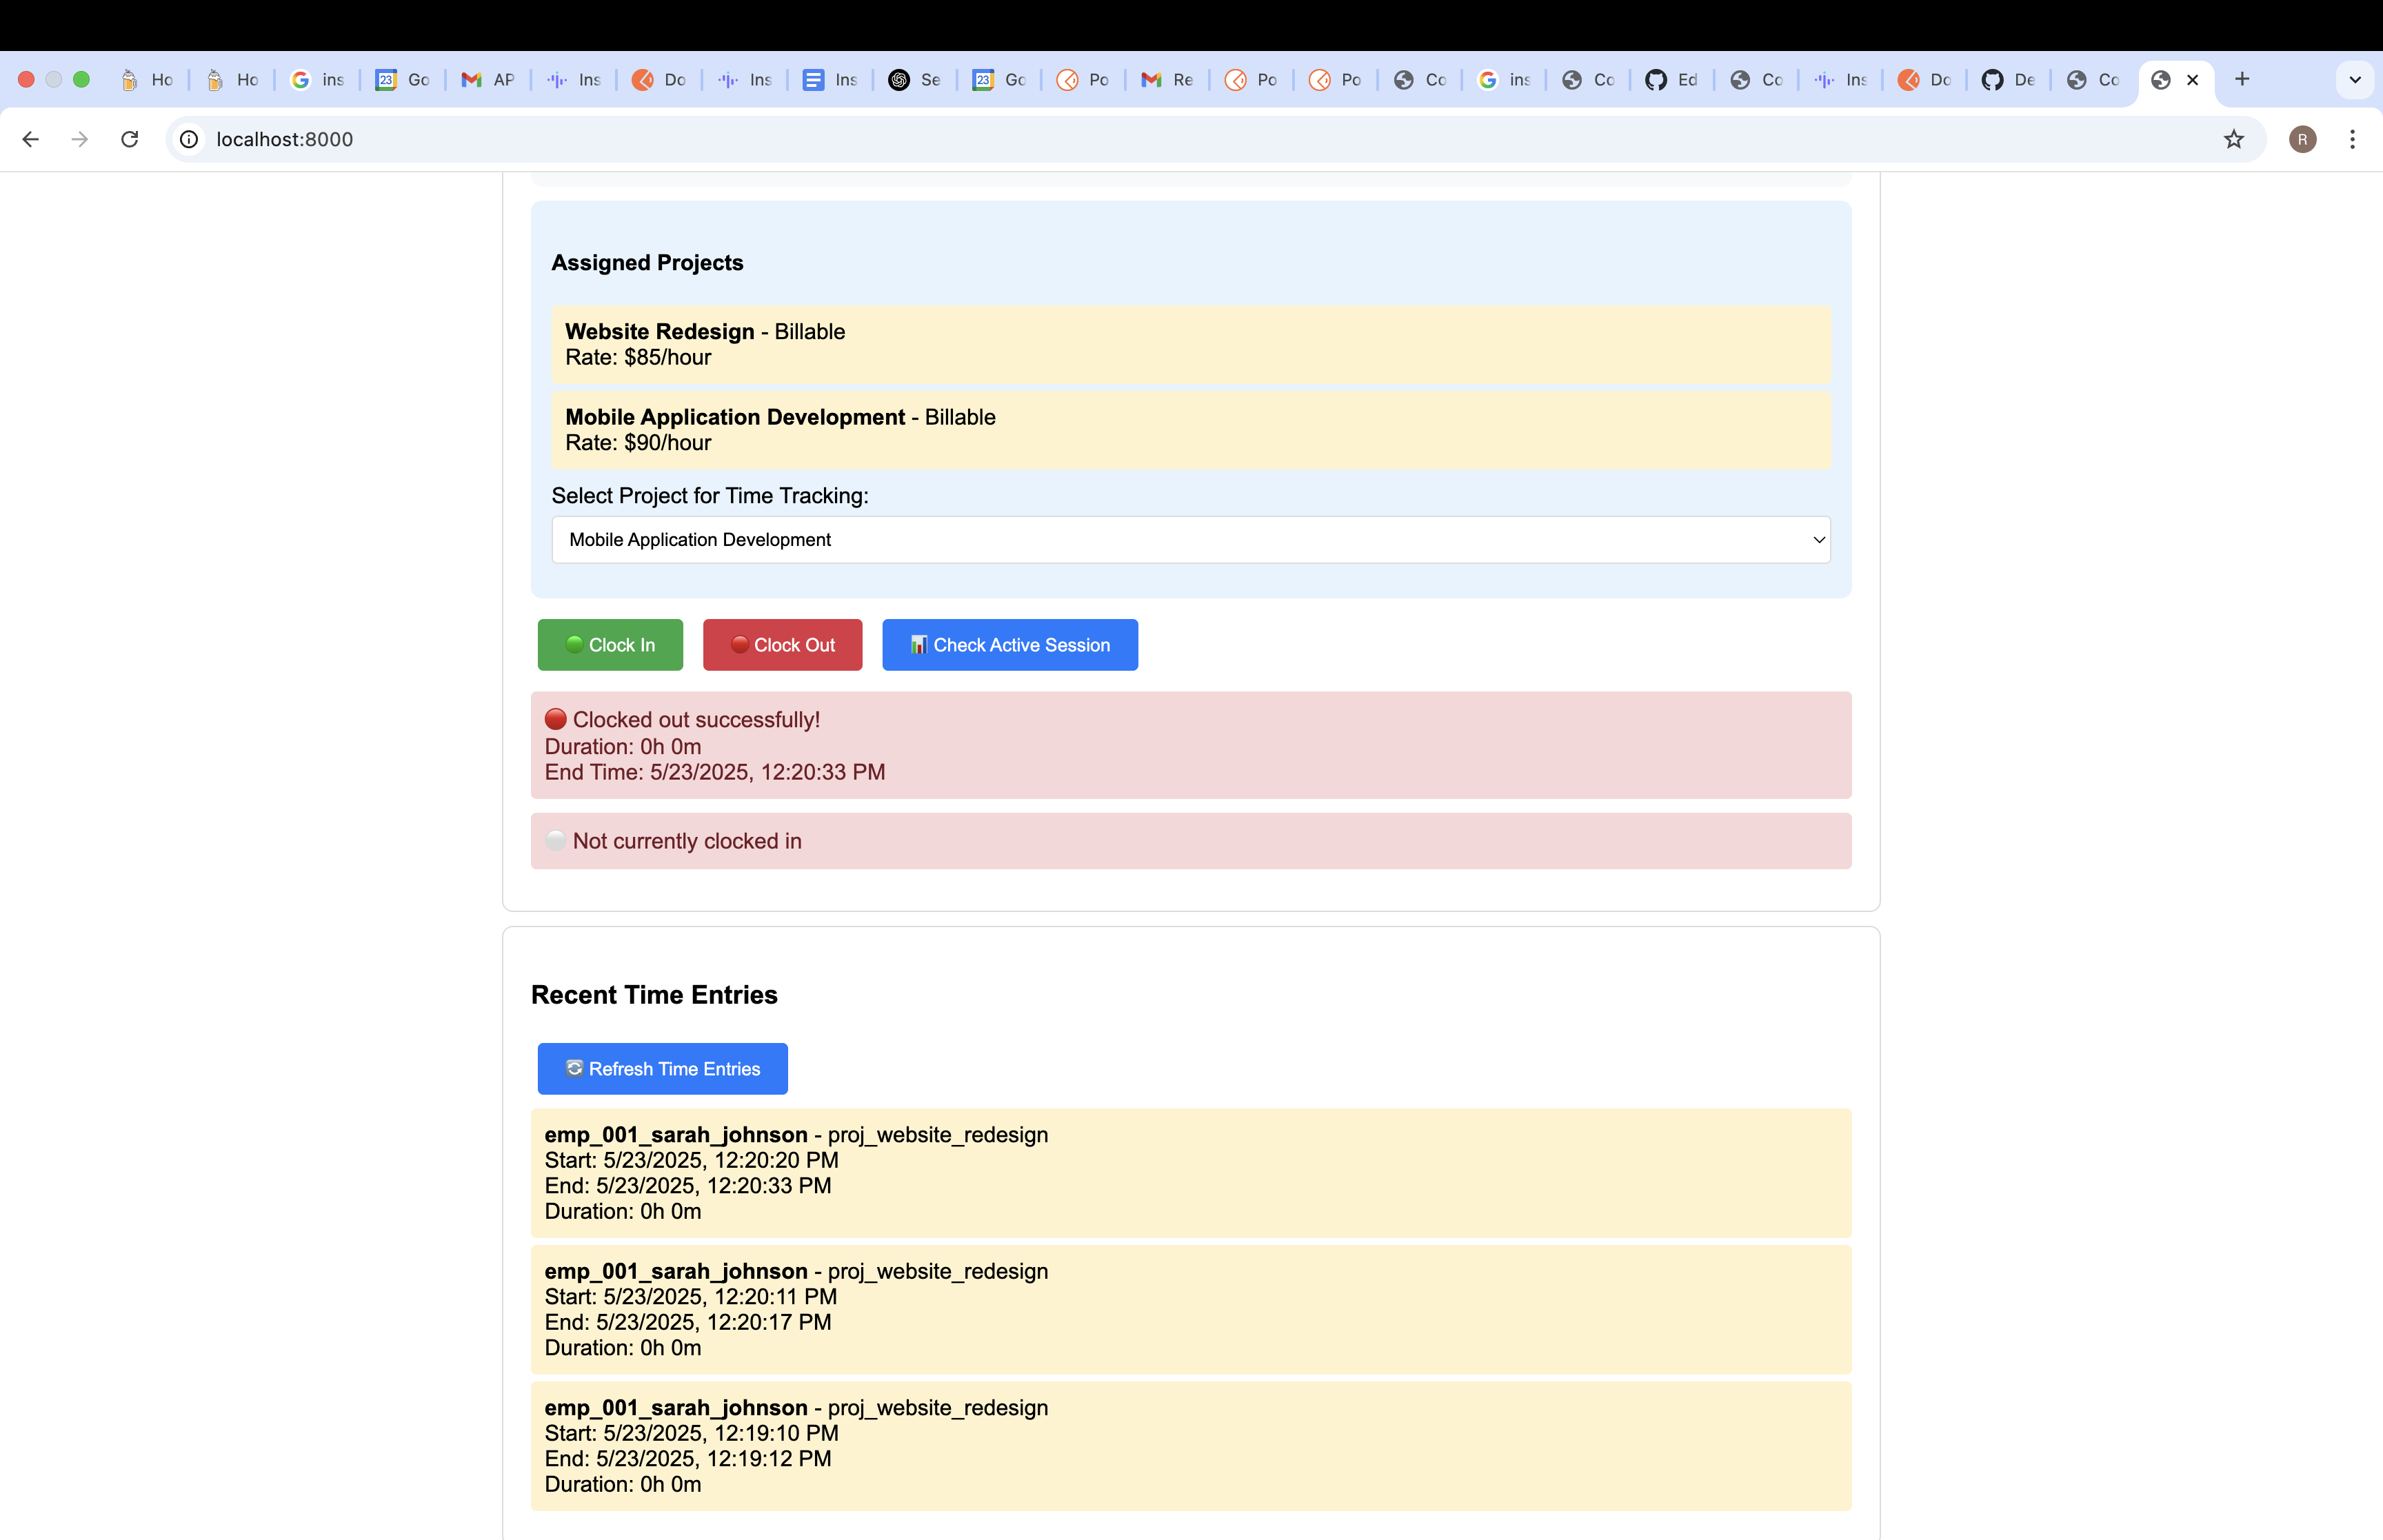 Ho
Ho
ins
Go
AP
Ins
Do
Ins
Ins
Se
23
Go
Po
Re
Po
Po
Co
ins
Co
Ed
Co
Ins
Do
De
Co
localhost:8000
R
Assigned Projects
Website Redesign - Billable
Rate: $85/hour
Mobile Application Development - Billable
Rate: $90/hour
Select Project for Time Tracking:
Mobile Application Development
Clock In
Clock Out
Check Active Session
Clocked out successfully!
Duration: 0h 0m
End Time: 5/23/2025, 12:20:33 PM
Not currently clocked in
Recent Time Entries
Refresh Time Entries
emp_001_sarah_johnson - proj_website_redesign
Start: 5/23/2025, 12:20:20 PM
End: 5/23/2025, 12:20:33 PM
Duration: 0h 0m
emp_001_sarah_johnson - proj_website_redesign
Start: 5/23/2025, 12:20:11 PM
End: 5/23/2025, 12:20:17 PM
Duration: 0h 0m
emp_001_sarah_johnson - proj_website_redesign
Start: 5/23/2025, 12:19:10 PM
End: 5/23/2025, 12:19:12 PM
Duration: 0h 0m